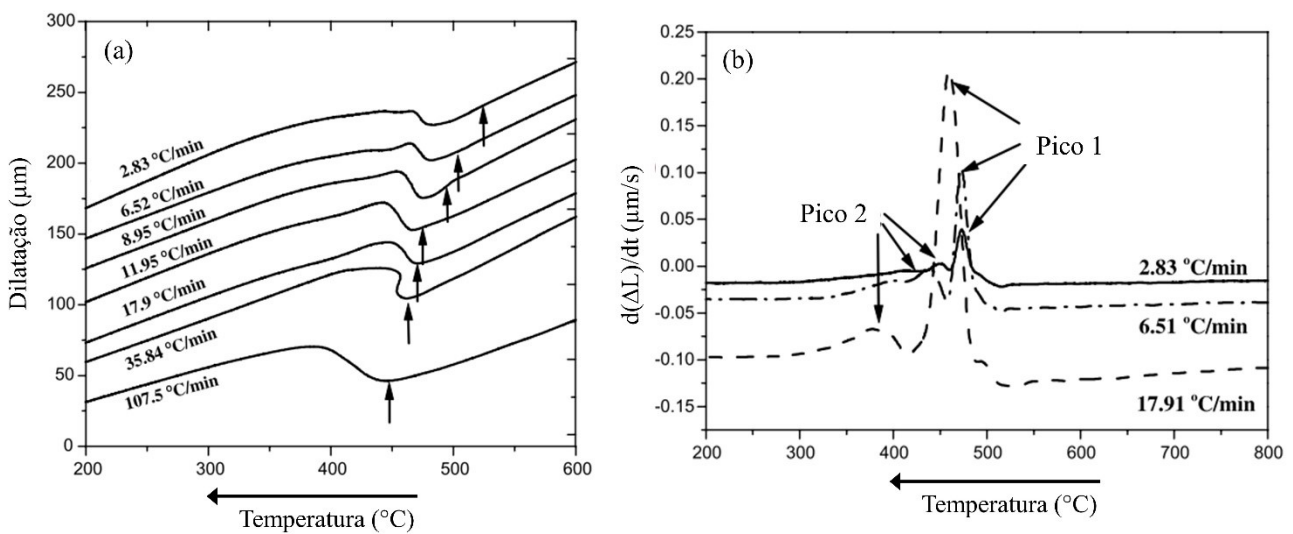 (a)
Dilatação (µm)
300
250
200
150
100
50
0
2.83 °C/min
6.52 °C/min
8.95 °C/min
11.95 °C/min
17.9 °C/min
35.84 °C/min
107.5 °C/min
200 300 400 500 600
Temperatura (°C)
(b)
d(ΔL)/dt (µm/s)
0.25
0.20
0.15
0.10
0.05
0.00
-0.05
-0.10
-0.15
Pico 1
Pico 2
2.83 °C/min
6.51 °C/min
17.91 °C/min
200 300 400 500 600 700 800
Temperatura (°C)